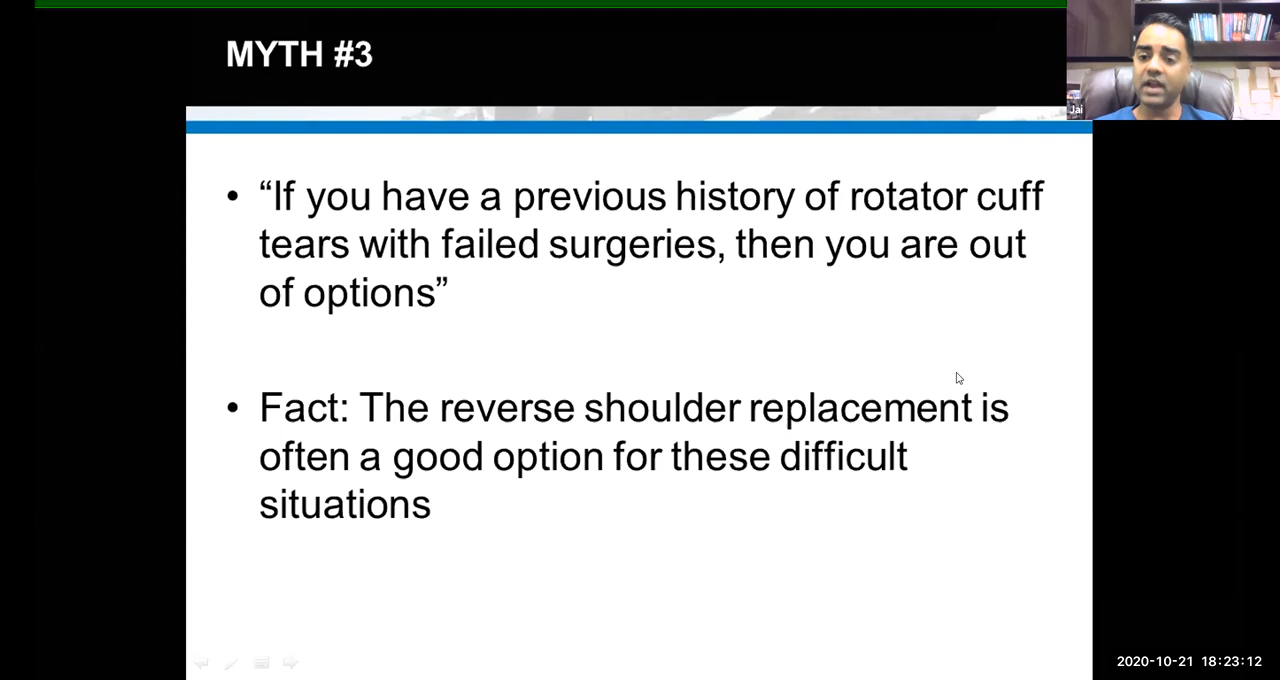 MYTH #3
Jai
• “If you have a previous history of rotator cuff
tears with failed surgeries, then you are out
of options”
• Fact: The reverse shoulder replacement is
often a good option for these difficult
situations
2020-10-21 18:23:12